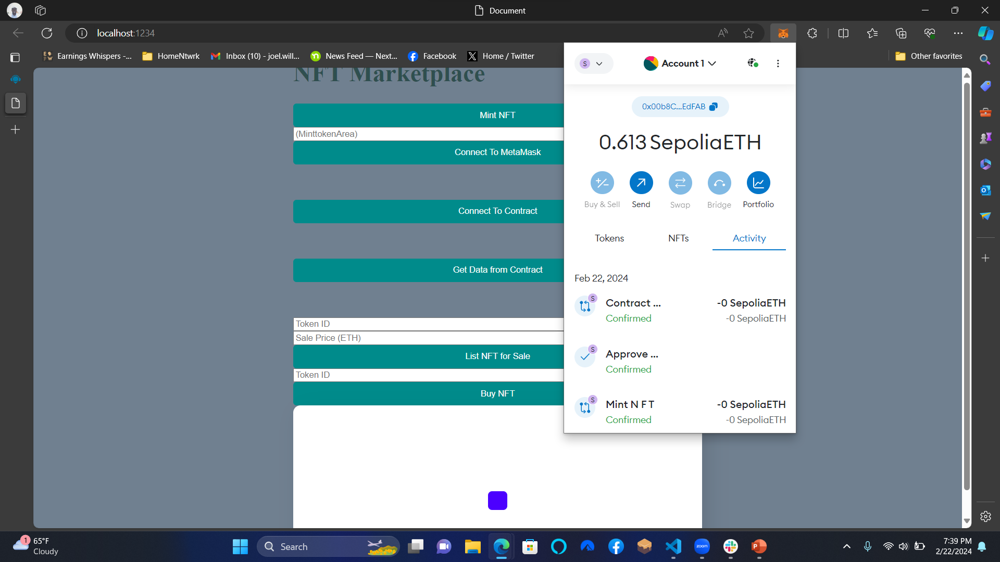 Document
localhost:1234
Earnings Whispers -...
HomeNtwrk
Inbox (10) - joel.will...
News Feed — Next...
Facebook
Home / Twitter
Other favorites
NFT Marketplace
Mint NFT
(MinttokenArea)
Connect To MetaMask
Connect To Contract
Get Data from Contract
Token ID
Sale Price (ETH)
List NFT for Sale
Token ID
Buy NFT
S
Account 1
0x00b8C...EdFAB
0.613 SepoliaETH
Buy & Sell
Send
Swap
Bridge
Portfolio
Tokens
NFTs
Activity
Feb 22, 2024
S
Contract ...
-0 SepoliaETH
Confirmed
-0 SepoliaETH
S
Approve ...
Confirmed
S
Mint N F T
-0 SepoliaETH
Confirmed
-0 SepoliaETH
1
65°F
Cloudy
Search
zoom
7:39 PM
2/22/2024